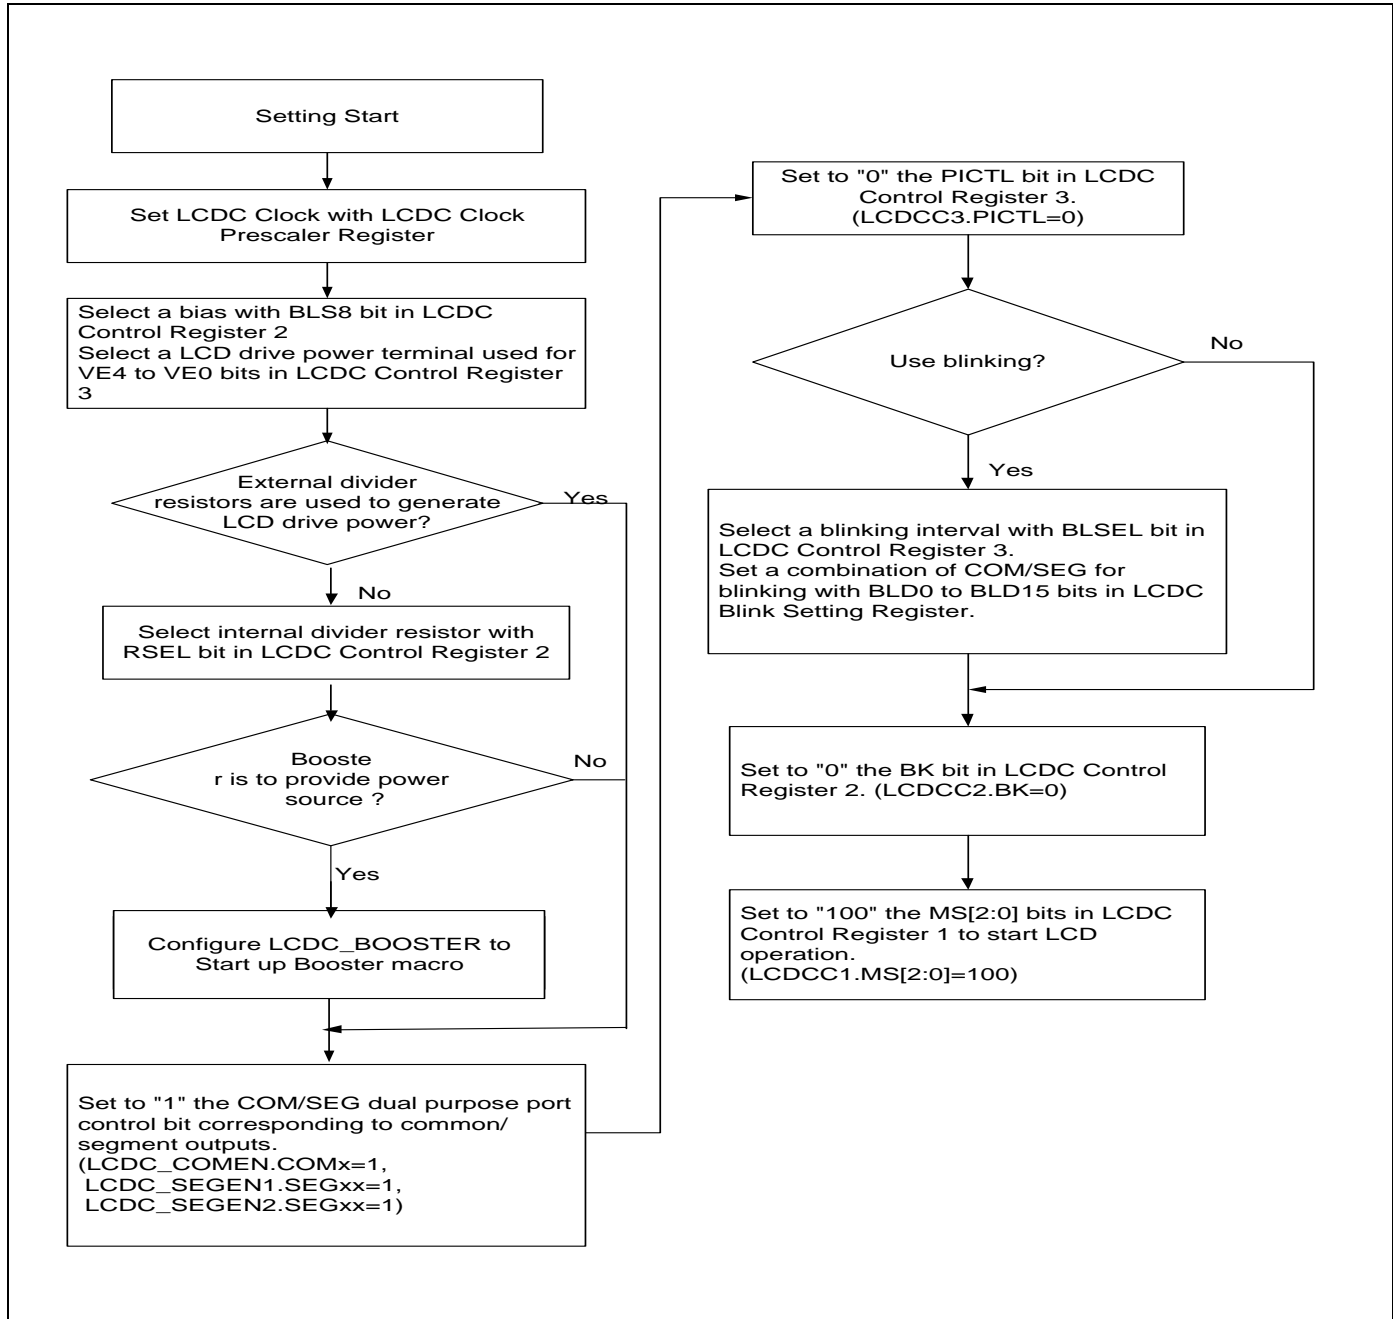 Setting Start
Set LCDC Clock with LCDC Clock
Prescaler Register
Select a bias with BLS8 bit in LCDC
Control Register 2
Select a LCD drive power terminal used for
VE4 to VE0 bits in LCDC Control Register
3
External divider
resistors are used to generate
LCD drive power?
Yes
No
Select internal divider resistor with
RSEL bit in LCDC Control Register 2
Booste
r is to provide power
source ?
No
Yes
Configure LCDC_BOOSTER to
Start up Booster macro
Set to "1" the COM/SEG dual purpose port
control bit corresponding to common/
segment outputs.
(LCDC_COMEN.COMx=1,
LCDC_SEGEN1.SEGxx=1,
LCDC_SEGEN2.SEGxx=1)
Set to "0" the PICTL bit in LCDC
Control Register 3.
(LCDCC3.PICTL=0)
Use blinking?
No
Yes
Select a blinking interval with BLSEL bit in
LCDC Control Register 3.
Set a combination of COM/SEG for
blinking with BLD0 to BLD15 bits in LCDC
Blink Setting Register.
Set to "0" the BK bit in LCDC Control
Register 2. (LCDCC2.BK=0)
Set to "100" the MS[2:0] bits in LCDC
Control Register 1 to start LCD
operation.
(LCDCC1.MS[2:0]=100)